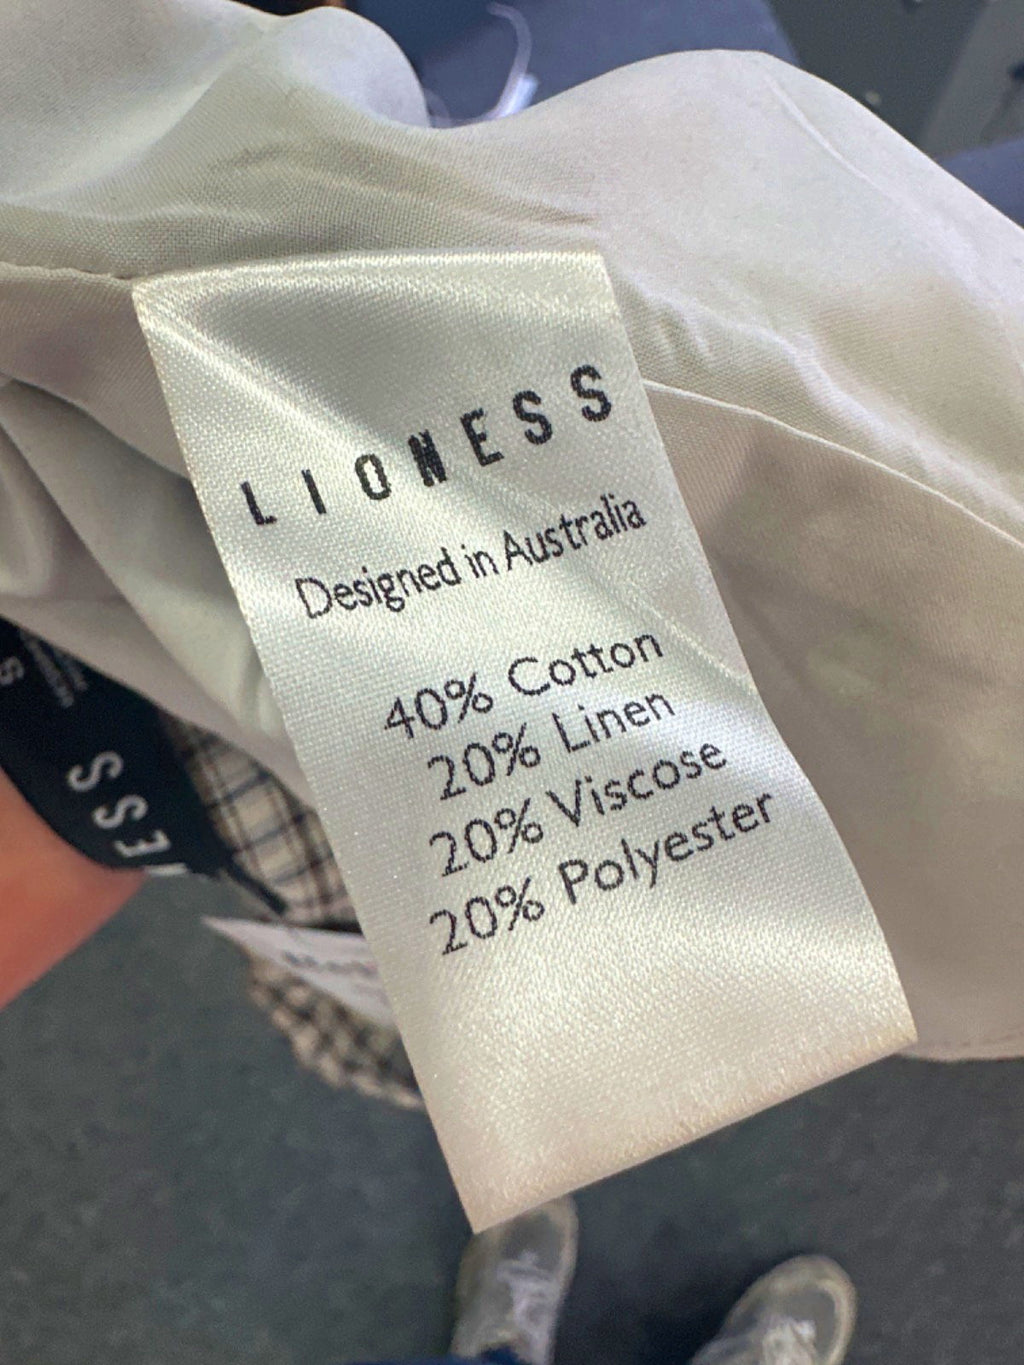 LIONESS
Designed in Australia
40% Cotton
20% Linen
20% Viscose
20% Polyester